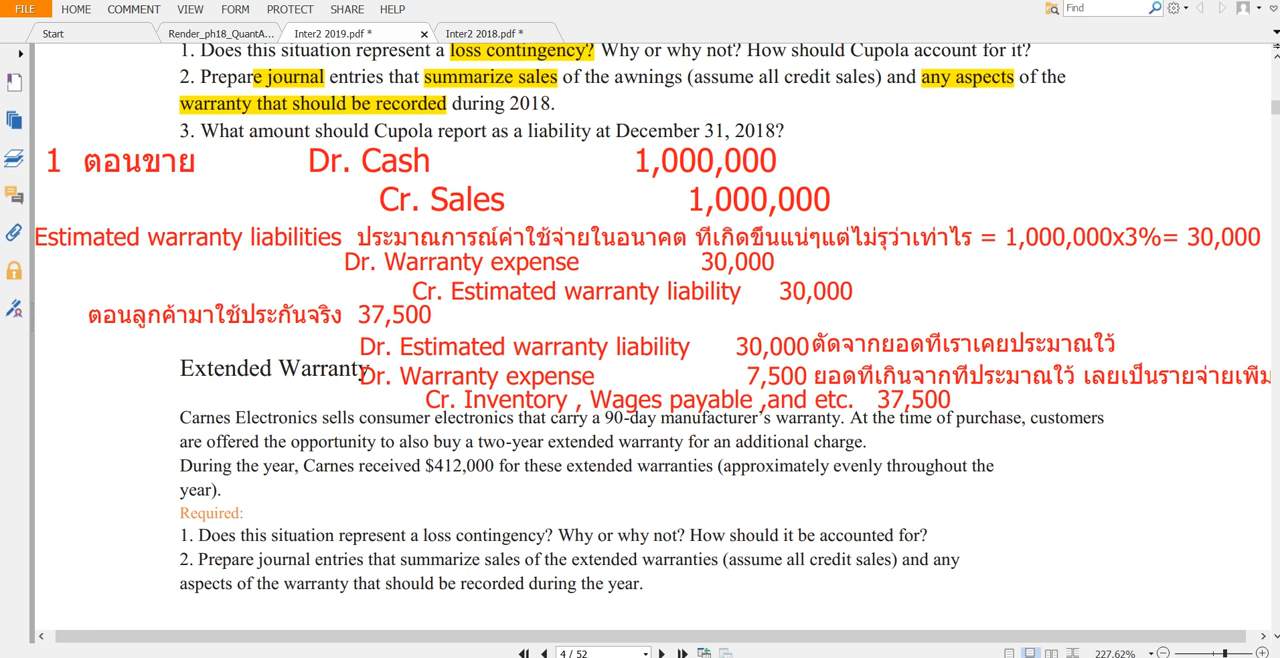 FILE HOME COMMENT VIEW FORM PROTECT SHARE HELP Find
Start Render_ph18_QuantA... Inter2 2019.pdf * Inter2 2018.pdf *
1. Does this situation represent a loss contingency? Why or why not? How should Cupola account for it?
2. Prepare journal entries that summarize sales of the awnings (assume all credit sales) and any aspects of the
warranty that should be recorded during 2018.
3. What amount should Cupola report as a liability at December 31, 2018?
1 ตอนขาย Dr. Cash 1,000,000
Cr. Sales 1,000,000
Estimated warranty liabilities ประมาณการณ์ค่าใช้จ่ายในอนาคต ที่เกิดขึ้นแน่ๆแต่ไม่รู้ว่าเท่าไร = 1,000,000x3%= 30,000
Dr. Warranty expense 30,000
Cr. Estimated warranty liability 30,000
ตอนลูกค้ามาใช้ประกันจริง 37,500
Dr. Estimated warranty liability 30,000 ตัดจากยอดที่เราเคยประมาณใว้
Extended Warranty
Dr. Warranty expense 7,500 ยอดที่เกินจากที่ประมาณใว้ เลยเป็นรายจ่ายเพิ่ม
Cr. Inventory , Wages payable ,and etc. 37,500
Carnes Electronics sells consumer electronics that carry a 90-day manufacturer’s warranty. At the time of purchase, customers
are offered the opportunity to also buy a two-year extended warranty for an additional charge.
During the year, Carnes received $412,000 for these extended warranties (approximately evenly throughout the
year).
Required:
1. Does this situation represent a loss contingency? Why or why not? How should it be accounted for?
2. Prepare journal entries that summarize sales of the extended warranties (assume all credit sales) and any
aspects of the warranty that should be recorded during the year.
4 / 52 227.62%